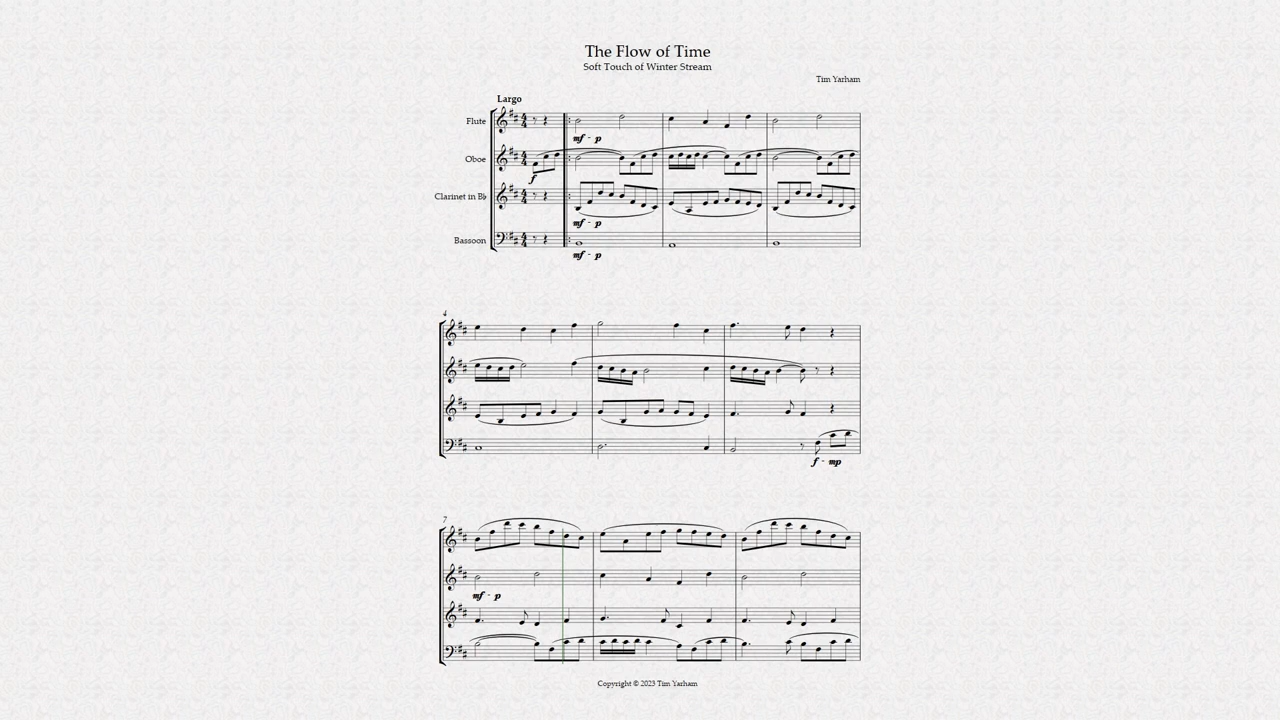 The Flow of Time
Soft Touch of Winter Stream
Tim Yarham
Largo
Flute
mf - p
Oboe
f
Clarinet in B♭
mf - p
Bassoon
mf - p
4
f - mp
7
mf - p
Copyright © 2023 Tim Yarham